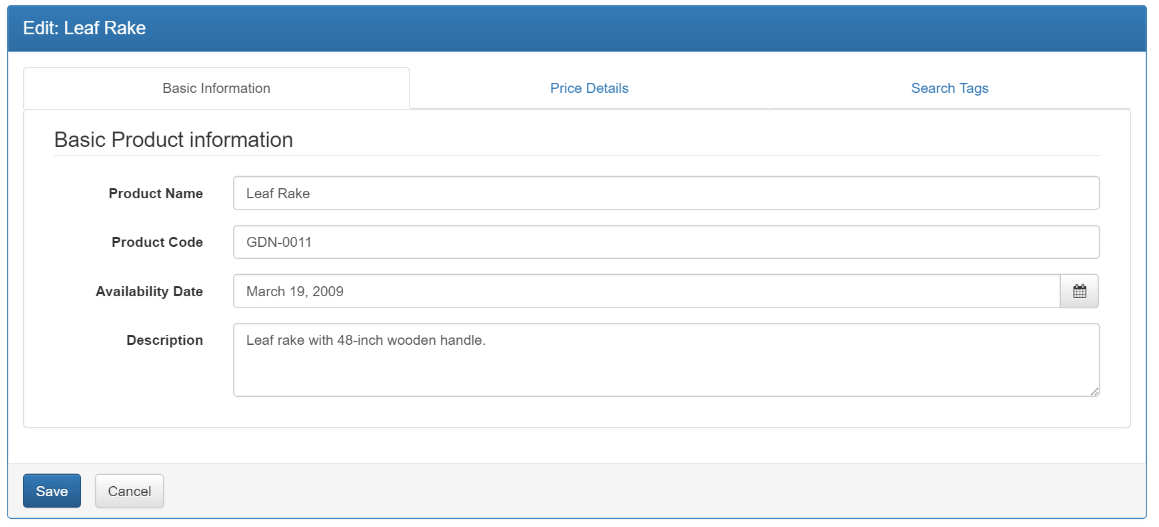 Edit: Leaf Rake
Basic Information
Price Details
Search Tags
Basic Product information
Product Name
Leaf Rake
Product Code
GDN-0011
Availability Date
March 19, 2009
Description
Leaf rake with 48-inch wooden handle.
Save
Cancel